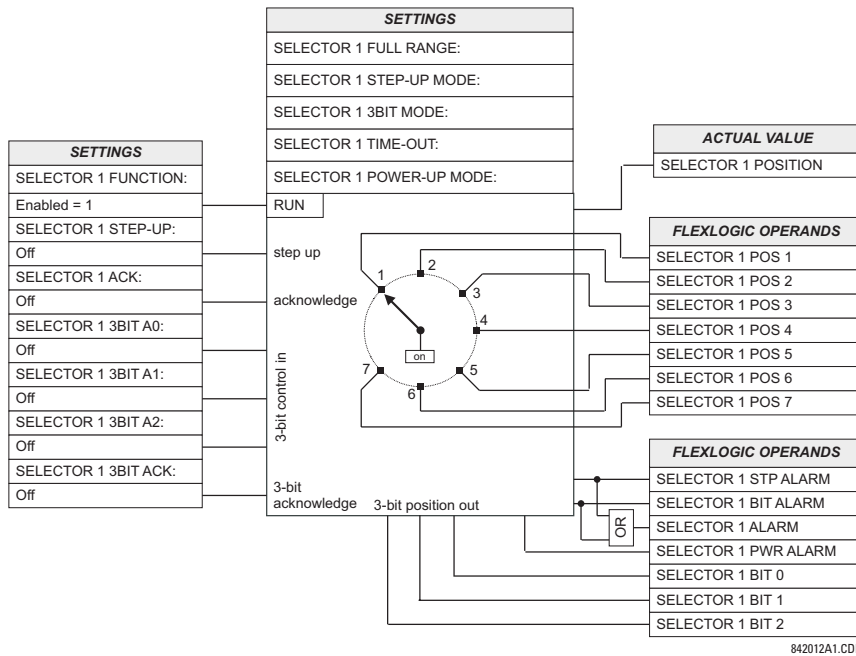 SETTINGS
SELECTOR 1 FULL RANGE:
SELECTOR 1 STEP-UP MODE:
SELECTOR 1 3BIT MODE:
SELECTOR 1 TIME-OUT:
SELECTOR 1 POWER-UP MODE:
RUN
SETTINGS
SELECTOR 1 FUNCTION:
Enabled = 1
SELECTOR 1 STEP-UP:
Off
SELECTOR 1 ACK:
Off
SELECTOR 1 3BIT A0:
Off
SELECTOR 1 3BIT A1:
Off
SELECTOR 1 3BIT A2:
Off
SELECTOR 1 3BIT ACK:
Off
step up
acknowledge
3-bit control in
3-bit
acknowledge
3-bit position out
1
2
3
4
5
6
7
on
ACTUAL VALUE
SELECTOR 1 POSITION
FLEXLOGIC OPERANDS
SELECTOR 1 POS 1
SELECTOR 1 POS 2
SELECTOR 1 POS 3
SELECTOR 1 POS 4
SELECTOR 1 POS 5
SELECTOR 1 POS 6
SELECTOR 1 POS 7
FLEXLOGIC OPERANDS
SELECTOR 1 STP ALARM
SELECTOR 1 BIT ALARM
OR
SELECTOR 1 ALARM
SELECTOR 1 PWR ALARM
SELECTOR 1 BIT 0
SELECTOR 1 BIT 1
SELECTOR 1 BIT 2